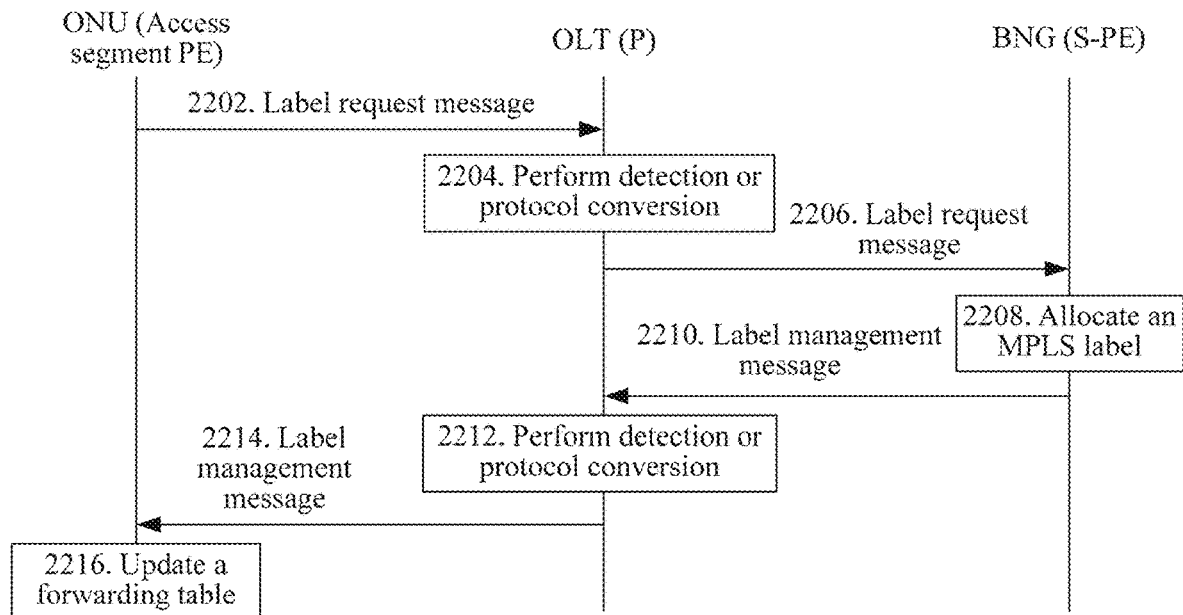 ONU (Access
segment PE)
OLT (P)
BNG (S-PE)
2202. Label request message
2204. Perform detection or
protocol conversion
2206. Label request
message
2208. Allocate an
MPLS label
2210. Label management
message
2212. Perform detection or
protocol conversion
2214. Label
management
message
2216. Update a
forwarding table